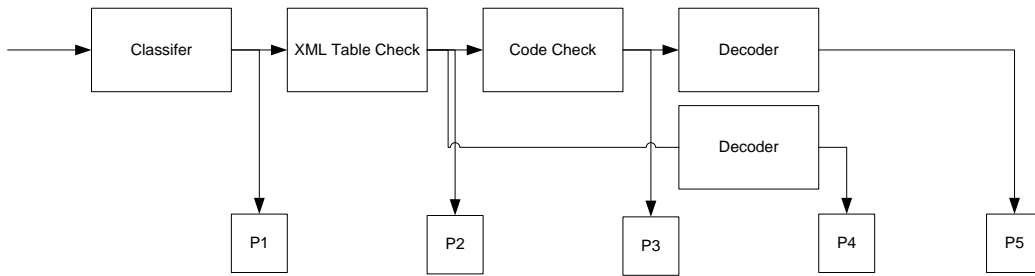 Classifer
XML Table Check
Code Check
Decoder
Decoder
P1
P2
P3
P4
P5